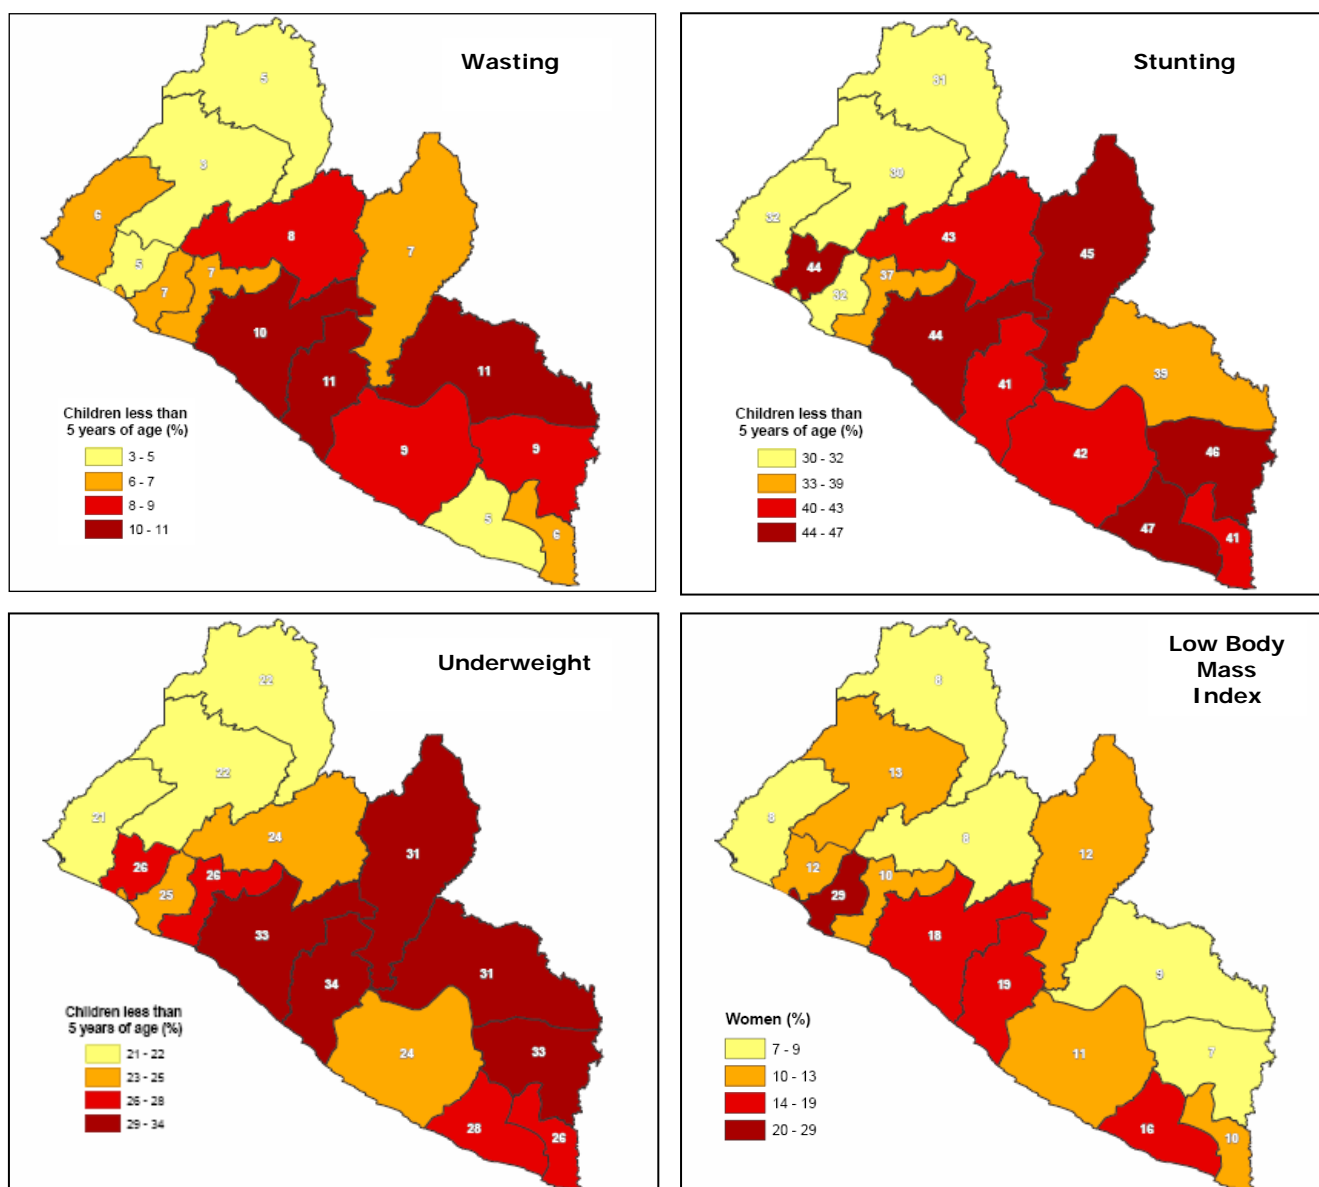 Wasting
5
3
6
5
8
7
7
7
10
11
11
9
9
5
6
Children less than
5 years of age (%)
3 - 5
6 - 7
8 - 9
10 - 11
Stunting
31
30
32
44
43
45
37
32
44
41
39
42
46
47
41
Children less than
5 years of age (%)
30 - 32
33 - 39
40 - 43
44 - 47
Underweight
22
22
21
24
31
26
26
25
33
34
31
24
33
28
26
Children less than
5 years of age (%)
21 - 22
23 - 25
26 - 28
29 - 34
Low Body
Mass
Index
8
13
8
8
12
12
10
29
18
19
9
11
7
16
10
Women (%)
7 - 9
10 - 13
14 - 19
20 - 29